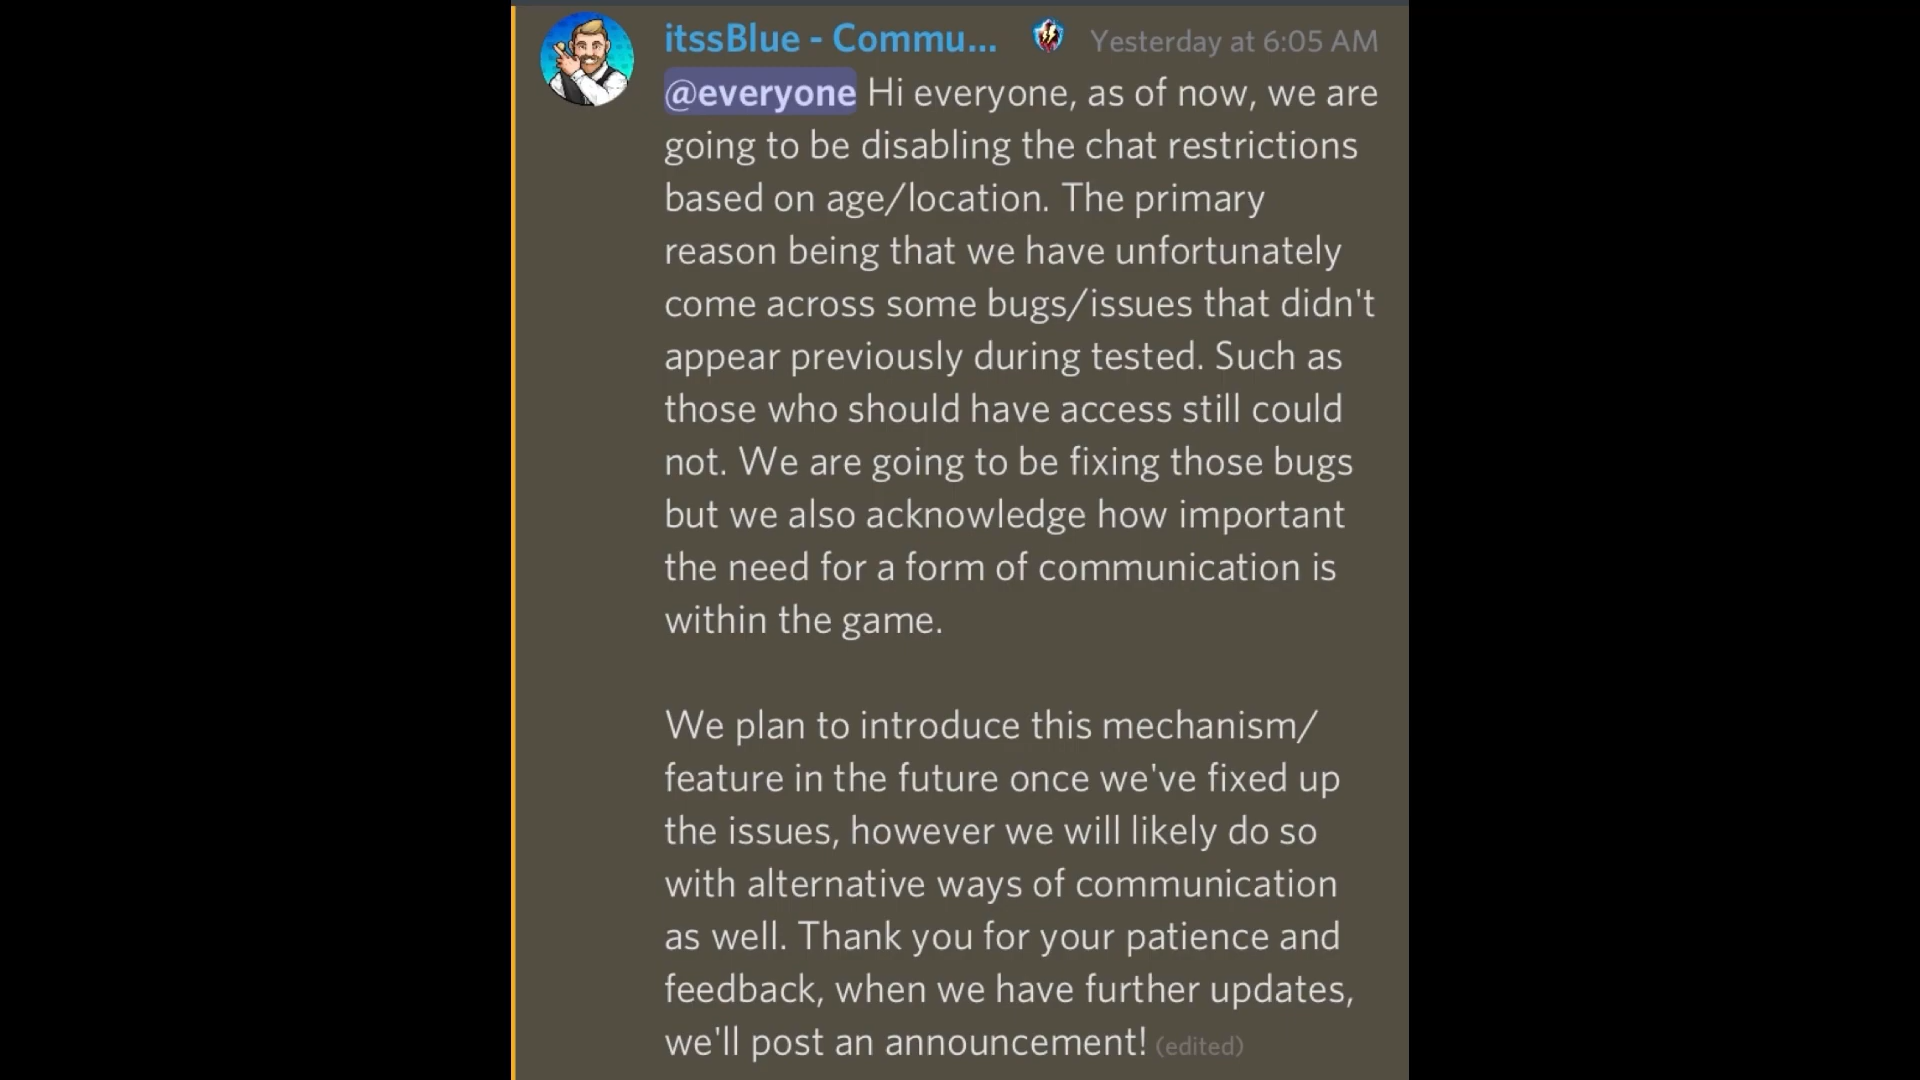 itssBlue - Commu... Yesterday at 6:05 AM
@everyone Hi everyone, as of now, we are
going to be disabling the chat restrictions
based on age/location. The primary
reason being that we have unfortunately
come across some bugs/issues that didn't
appear previously during tested. Such as
those who should have access still could
not. We are going to be fixing those bugs
but we also acknowledge how important
the need for a form of communication is
within the game.
We plan to introduce this mechanism/
feature in the future once we've fixed up
the issues, however we will likely do so
with alternative ways of communication
as well. Thank you for your patience and
feedback, when we have further updates,
we'll post an announcement! (edited)